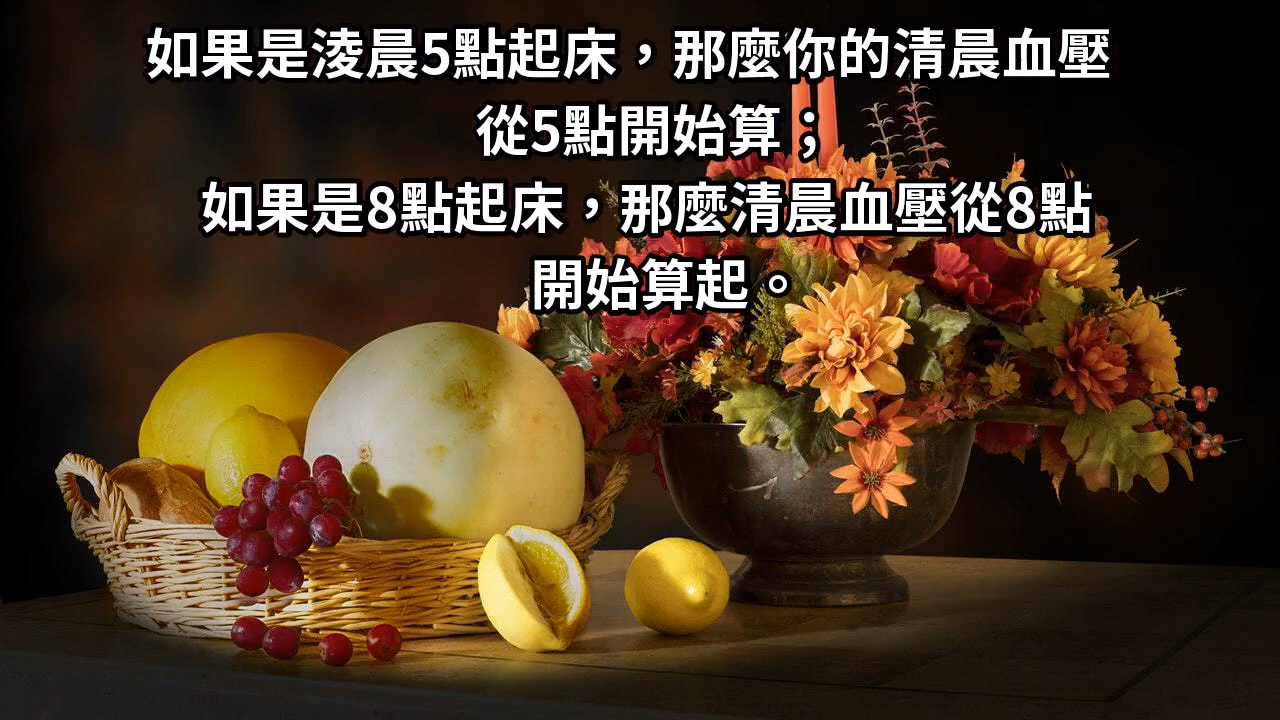 如果是淩晨5點起床，那麼你的清晨血壓
從5點開始算；
如果是8點起床，那麼清晨血壓從8點
開始算起。